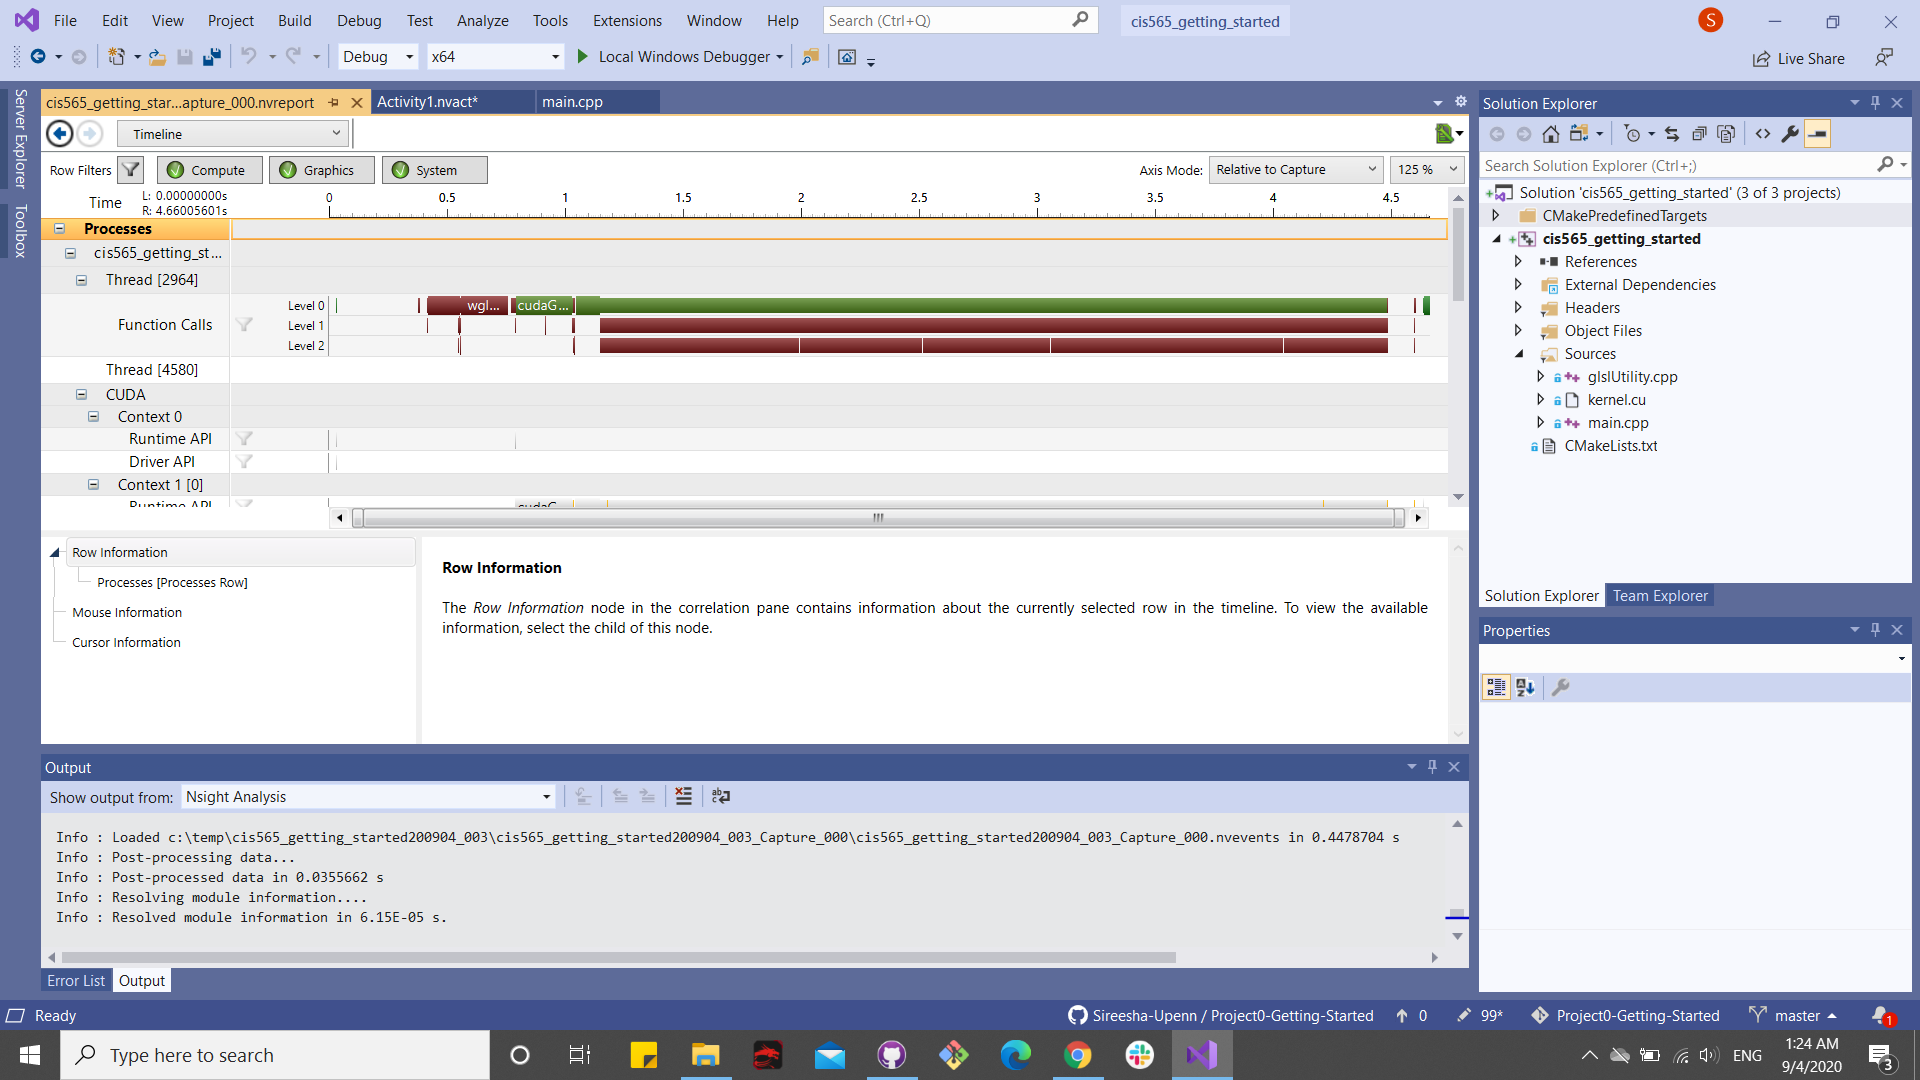 File Edit View Project Build Debug Test Analyze Tools Extensions Window Help Search (Ctrl+Q) cis565_getting_started S
Debug x64 Local Windows Debugger Live Share
Server Explorer
Toolbox
cis565_getting_star...apture_000.nvreport Activity1.nvact* main.cpp
Timeline
Row Filters Compute Graphics System Axis Mode: Relative to Capture 125 %
Time L: 0.00000000s
R: 4.66005601s
0 0.5 1 1.5 2 2.5 3 3.5 4 4.5
Processes
cis565_getting_st...
Thread [2964]
Function Calls
Level 0 wgl... cudaG...
Level 1
Level 2
Thread [4580]
CUDA
Context 0
Runtime API
Driver API
Context 1 [0]
Runtime API cudaG
Row Information
Processes [Processes Row]
Mouse Information
Cursor Information
Row Information
The Row Information node in the correlation pane contains information about the currently selected row in the timeline. To view the available
information, select the child of this node.
Output
Show output from: Nsight Analysis
Info : Loaded c:\temp\cis565_getting_started200904_003\cis565_getting_started200904_003_Capture_000\cis565_getting_started200904_003_Capture_000.nvevents in 0.4478704 s
Info : Post-processing data...
Info : Post-processed data in 0.0355662 s
Info : Resolving module information....
Info : Resolved module information in 6.15E-05 s.
Error List Output
Solution Explorer
Search Solution Explorer (Ctrl+;)
Solution 'cis565_getting_started' (3 of 3 projects)
CMakePredefinedTargets
cis565_getting_started
References
External Dependencies
Headers
Object Files
Sources
glslUtility.cpp
kernel.cu
main.cpp
CMakeLists.txt
Solution Explorer Team Explorer
Properties
Ready Sireesha-Upenn / Project0-Getting-Started 0 99* Project0-Getting-Started master 1
Type here to search ENG 1:24 AM
9/4/2020 3